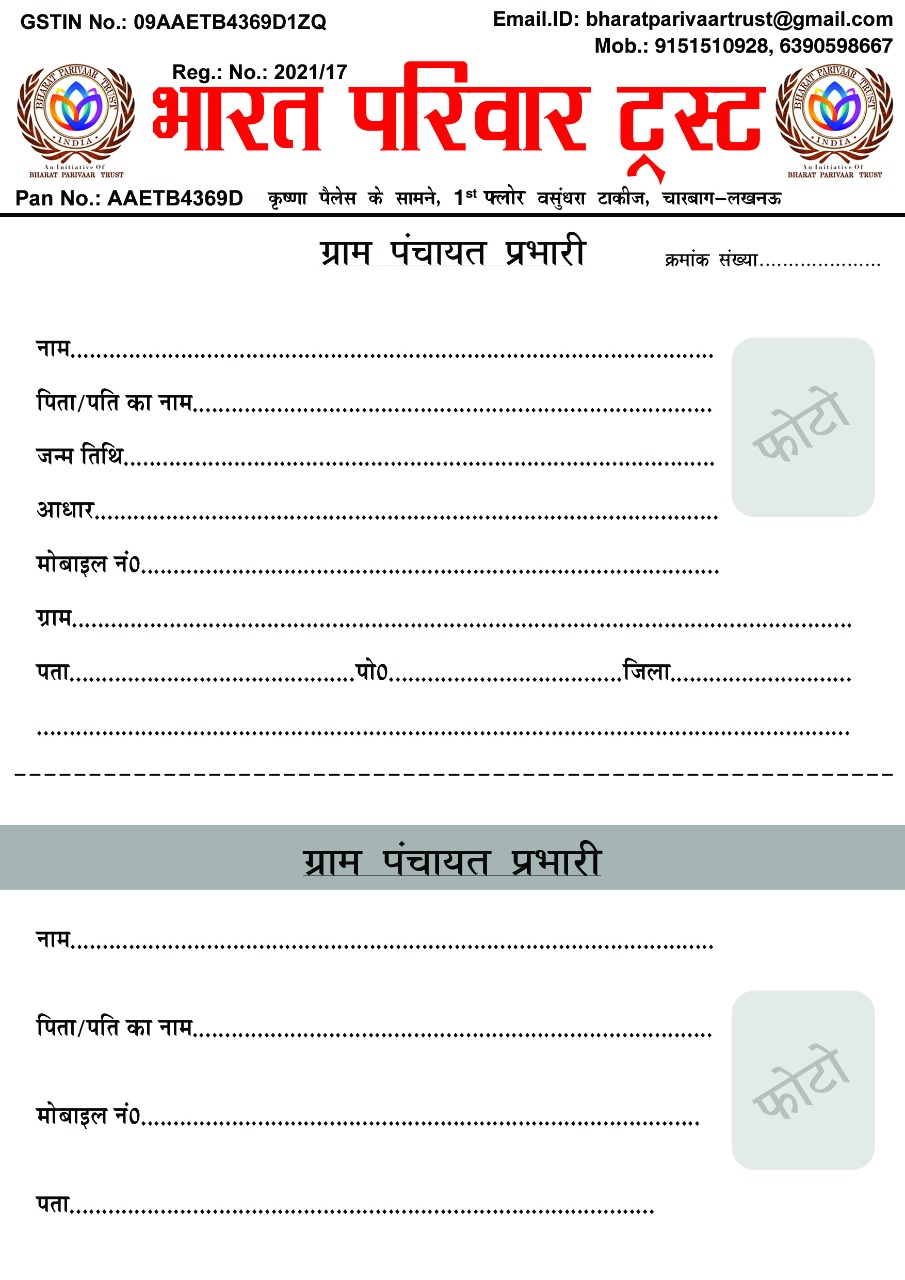 GSTIN No.: 09AAETB4369D1ZQ
Email.ID: bharatparivaartrust@gmail.com
Mob.: 9151510928, 6390598667
Reg.: No.: 2021/17
BHARAT PARIVAAR TRUST
INDIA
An Initiative Of
BHARAT PARIVAAR TRUST
भारत परिवार ट्रस्ट
BHARAT PARIVAAR TRUST
INDIA
An Initiative Of
BHARAT PARIVAAR TRUST
Pan No.: AAETB4369D कृष्णा पैलेस के सामने, 1st फ्लोर वसुंधरा टाकीज, चारबाग-लखनऊ
ग्राम पंचायत प्रभारी
क्रमांक संख्या.....................
नाम
फोटो
पिता/पति का नाम
जन्म तिथि
आधार
मोबाइल नं0
ग्राम
पता पो0 जिला
ग्राम पंचायत प्रभारी
नाम
पिता/पति का नाम
फोटो
मोबाइल नं0
पता